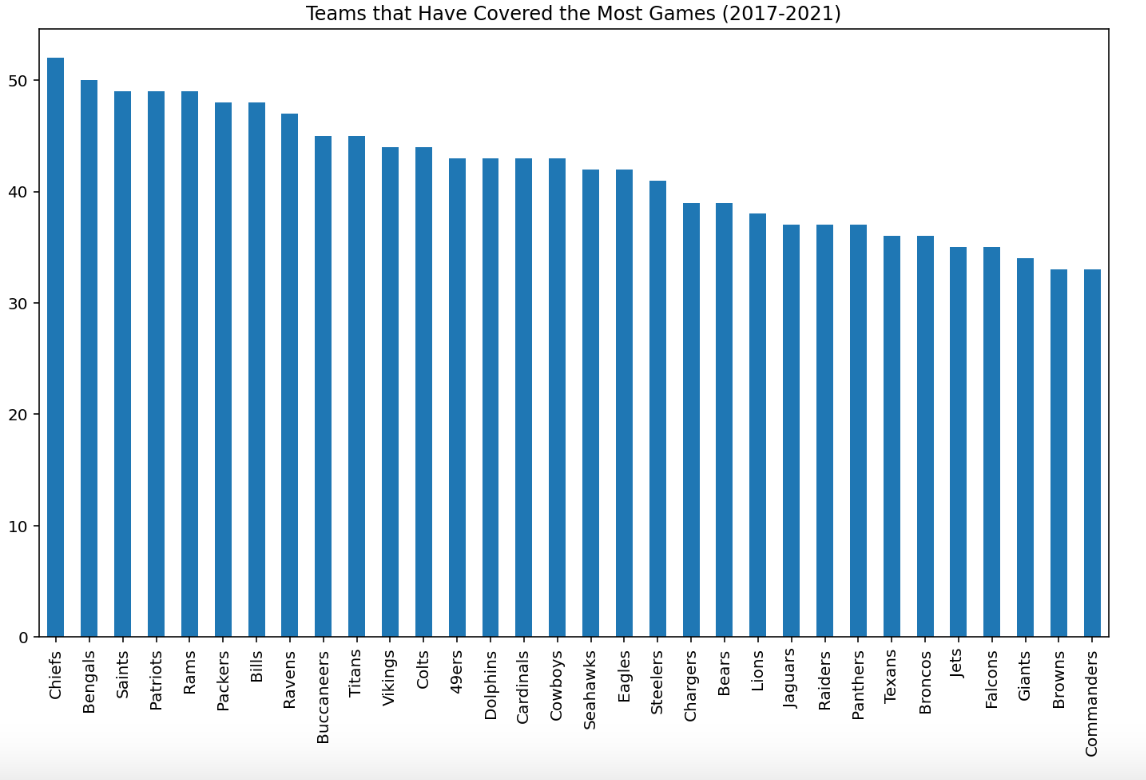 Teams that Have Covered the Most Games (2017-2021)
50
40
30
20
10
0
Chiefs
Bengals
Saints
Patriots
Rams
Packers
Bills
Ravens
Buccaneers
Titans
Vikings
Colts
49ers
Dolphins
Cardinals
Cowboys
Seahawks
Eagles
Steelers
Chargers
Bears
Lions
Jaguars
Raiders
Panthers
Texans
Broncos
Jets
Falcons
Giants
Browns
Commanders